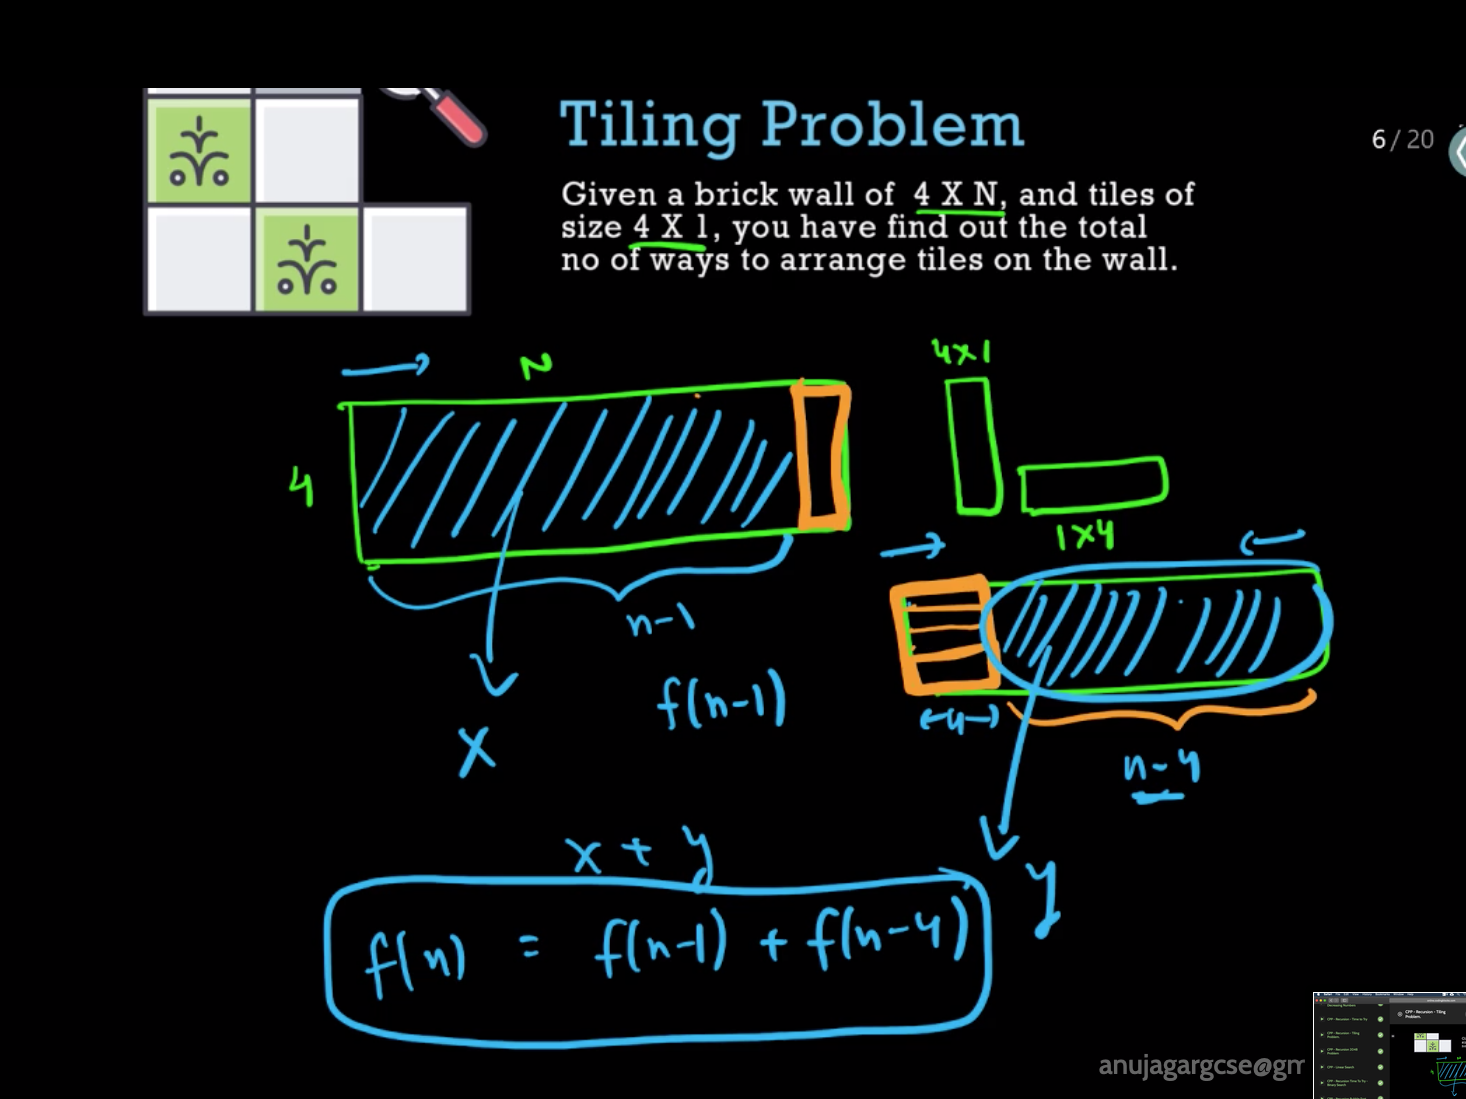 Tiling Problem
6 / 20
Given a brick wall of 4 X N, and tiles of
size 4 X 1, you have find out the total
no of ways to arrange tiles on the wall.
N
4x1
4
1x4
n-1
f(n-1)
4
x
n-4
x + y
y
f(n) = f(n-1) + f(n-4)
anujagargcse@gm